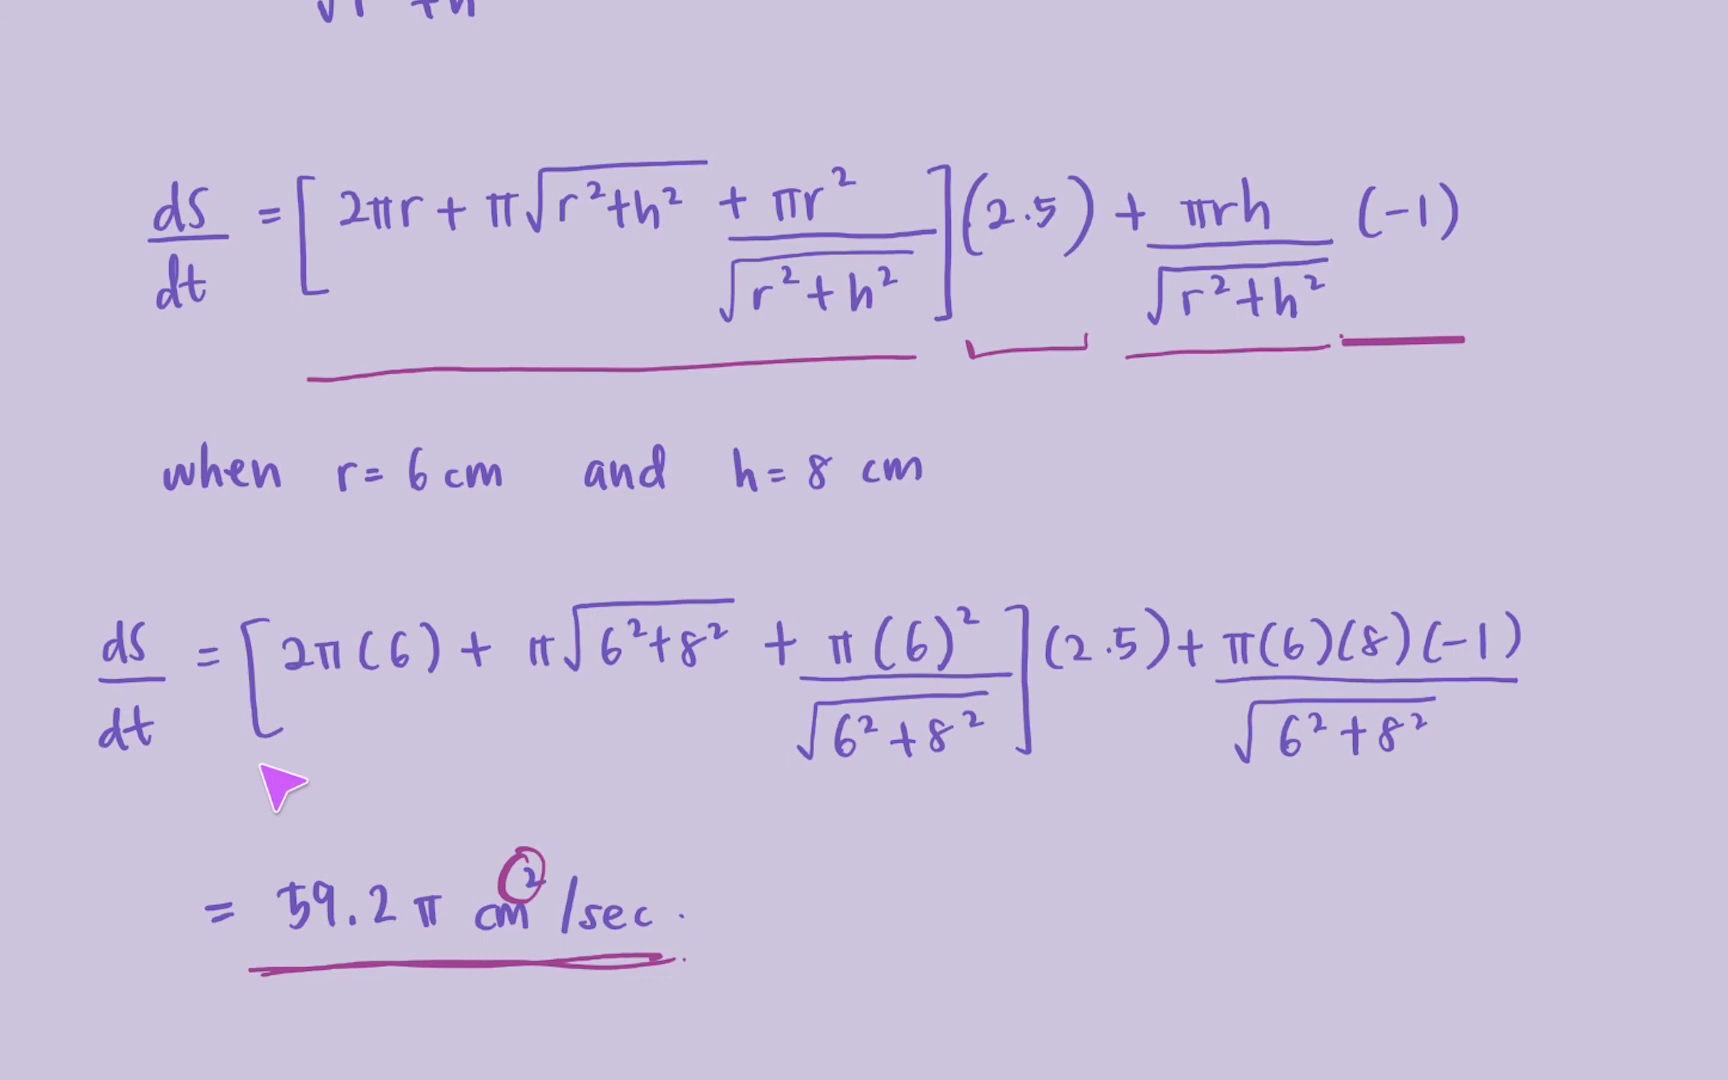 dS/dt = [2πr + π√(r²+h²) + πr²/√(r²+h²)](2.5) + πrh/√(r²+h²) (-1)
when r = 6 cm and h = 8 cm
dS/dt = [2π(6) + π√(6²+8²) + π(6)²/√(6²+8²)](2.5) + π(6)(8)(-1)/√(6²+8²)
= 59.2 π cm²/sec.